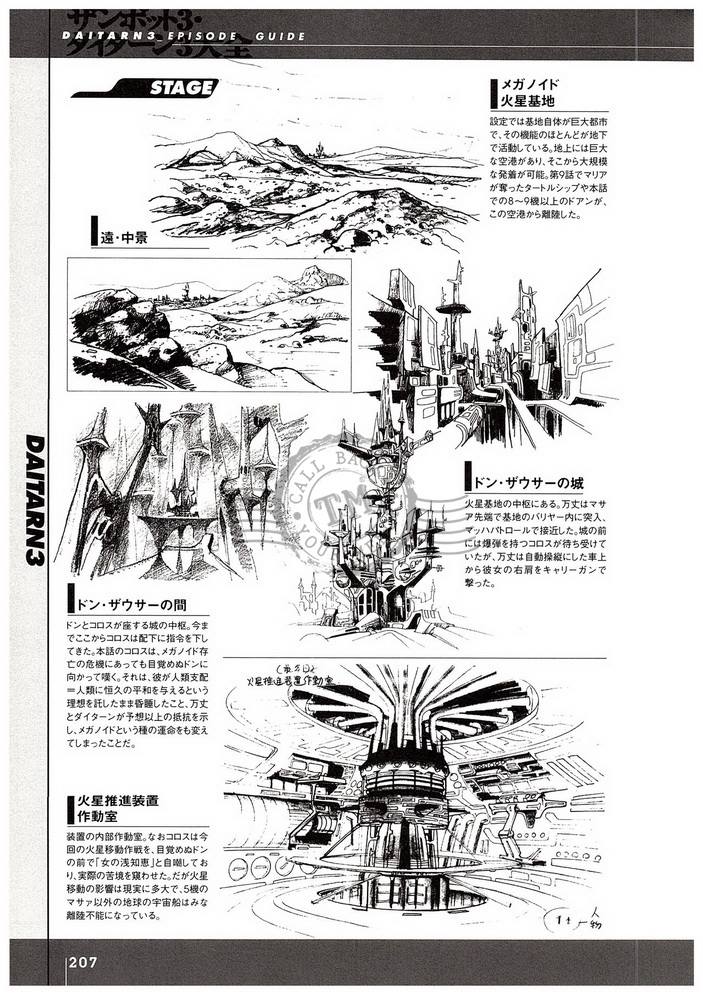 ザンボット3・
ダイターン3大全
DAITARN3 EPISODE GUIDE
STAGE
メガノイド
火星基地
設定では基地自体が巨大都市
で、その機能のほとんどが地下
で活動している。地上には巨大
な空港があり、そこから大規模
な発着が可能。第9話でマリア
が奪ったタートルシップや本話
での8〜9機以上のドアンが、
この空港から離陸した。
遠・中景
ドン・ザウサーの城
火星基地の中枢にある。万丈はマサ
ア先端で基地のバリヤー内に突入、
マッハパトロールで接近した。城の前
には爆弾を持つコロスが待ち受けて
いたが、万丈は自動操縦にした車上
から彼女の右肩をキャリーガンで
撃った。
CALL BACK
TM
YOU
ドン・ザウサーの間
ドンとコロスが座する城の中枢。今ま
でここからコロスは配下に指令を下し
てきた。本話のコロスは、メガノイド存
亡の危機にあっても目覚めぬドンに
向かって嘆く。それは、彼が人類支配
=人類に恒久の平和を与えるという
理想を託したまま昏睡したこと、万丈
とダイターンが予想以上の抵抗を示
し、メガノイドという種の運命をも変え
てしまったことだ。
火星推進装置作動室
火星推進装置
作動室
装置の内部作動室。なおコロスは今
回の火星移動作戦を、目覚めぬドン
の前で「女の浅知恵」と自嘲してお
り、実際の苦境を窺わせた。だが火星
移動の影響は現実に多大で、5機の
マサァ以外の地球の宇宙船はみな
離陸不能になっている。
人物
DAITARN3
207